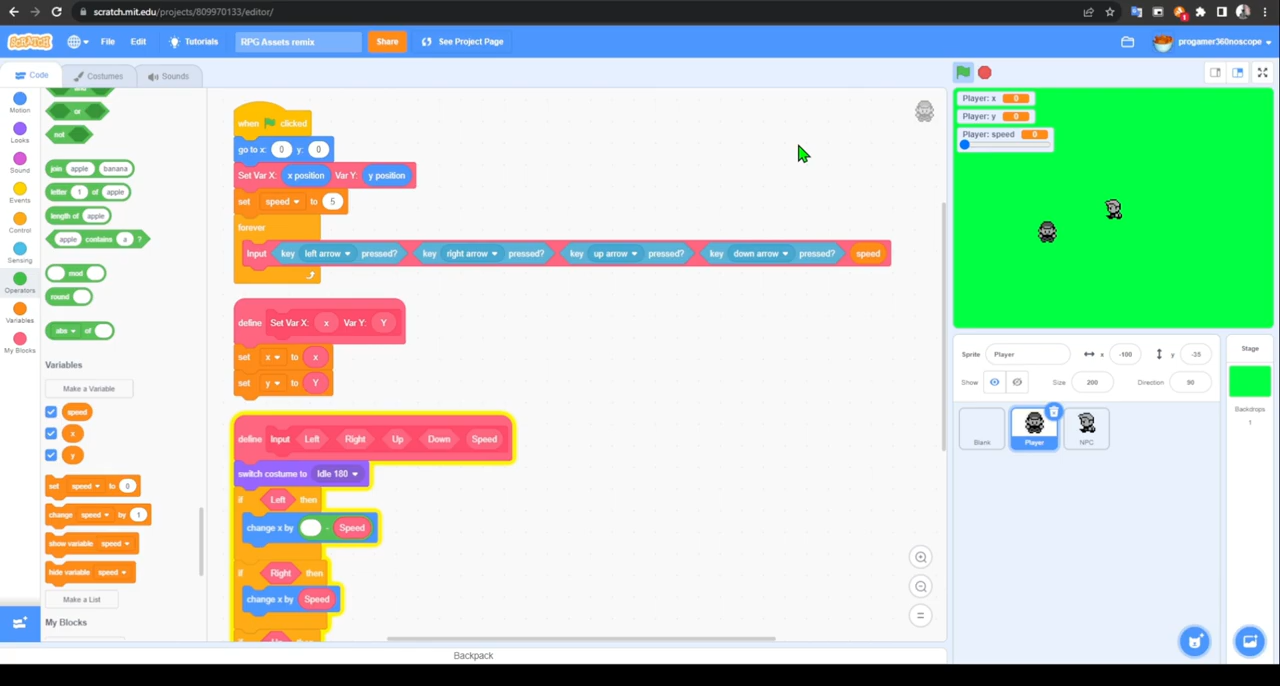 scratch.mit.edu/projects/809970133/editor/
SCRATCH File Edit Tutorials RPG Assets remix Share See Project Page progamer360noscope
Code Costumes Sounds
Motion
Looks
Sound
Events
Control
Sensing
Operators
Variables
My Blocks
or
not
join apple banana
letter 1 of apple
length of apple
apple contains a ?
mod
round
abs of
Variables
Make a Variable
speed
x
y
set speed to 0
change speed by 1
show variable speed
hide variable speed
Make a List
My Blocks
when clicked
go to x: 0 y: 0
Set Var X: x position Var Y: y position
set speed to 5
forever
Input key left arrow pressed? key right arrow pressed? key up arrow pressed? key down arrow pressed? speed
define Set Var X: x Var Y: Y
set x to x
set y to Y
define Input Left Right Up Down Speed
switch costume to Idle 180
if Left then
change x by - Speed
if Right then
change x by Speed
Player: x 0
Player: y 0
Player: speed 0
Sprite Player x -100 y -35
Show Size 200 Direction 90
Blank
Player
NPC
Stage
Backdrops
1
Backpack